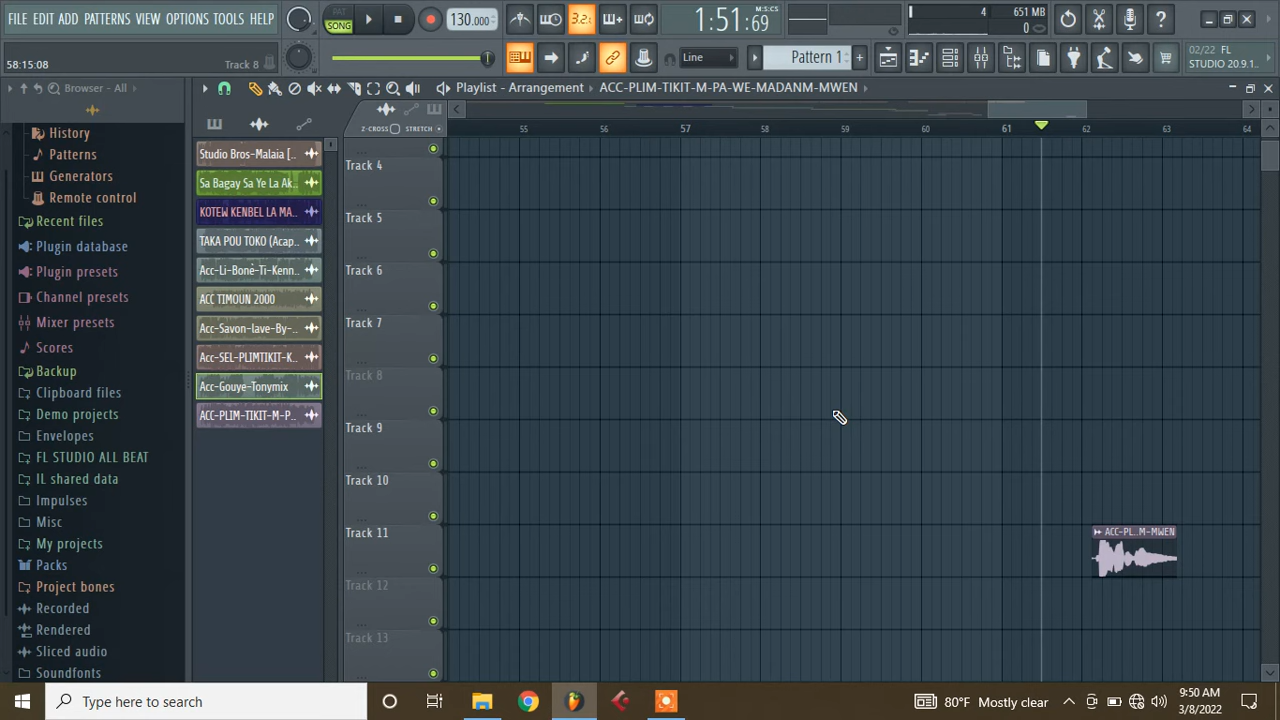 FILE EDIT ADD PATTERNS VIEW OPTIONS TOOLS HELP
PAT
SONG
130.000
3.2
1:51:69
M:S:CS
4
651 MB
0
58:15:08
Track 8
Line
Pattern 1
02/22 FL
STUDIO 20.9.1..
Browser - All
Playlist - Arrangement
ACC-PLIM-TIKIT-M-PA-WE-MADANM-MWEN
History
Patterns
Generators
Remote control
Recent files
Plugin database
Plugin presets
Channel presets
Mixer presets
Scores
Backup
Clipboard files
Demo projects
Envelopes
FL STUDIO ALL BEAT
IL shared data
Impulses
Misc
My projects
Packs
Project bones
Recorded
Rendered
Sliced audio
Soundfonts
Studio Bros-Malaia [..
Sa Bagay Sa Ye La Ak..
KOTEW KENBEL LA MA...
TAKA POU TOKO (Acap..
Acc-Li-Bonè-Ti-Kenn..
ACC TIMOUN 2000
Acc-Savon-lave-By-..
Acc-SEL-PLIMTIKIT-K..
Acc-Gouye-Tonymix
ACC-PLIM-TIKIT-M-P..
Z-CROSS STRETCH
55 56 57 58 59 60 61 62 63 64
Track 4
Track 5
Track 6
Track 7
Track 8
Track 9
Track 10
Track 11
Track 12
Track 13
ACC-PL..M-MWEN
Type here to search
80°F Mostly clear
9:50 AM
3/8/2022